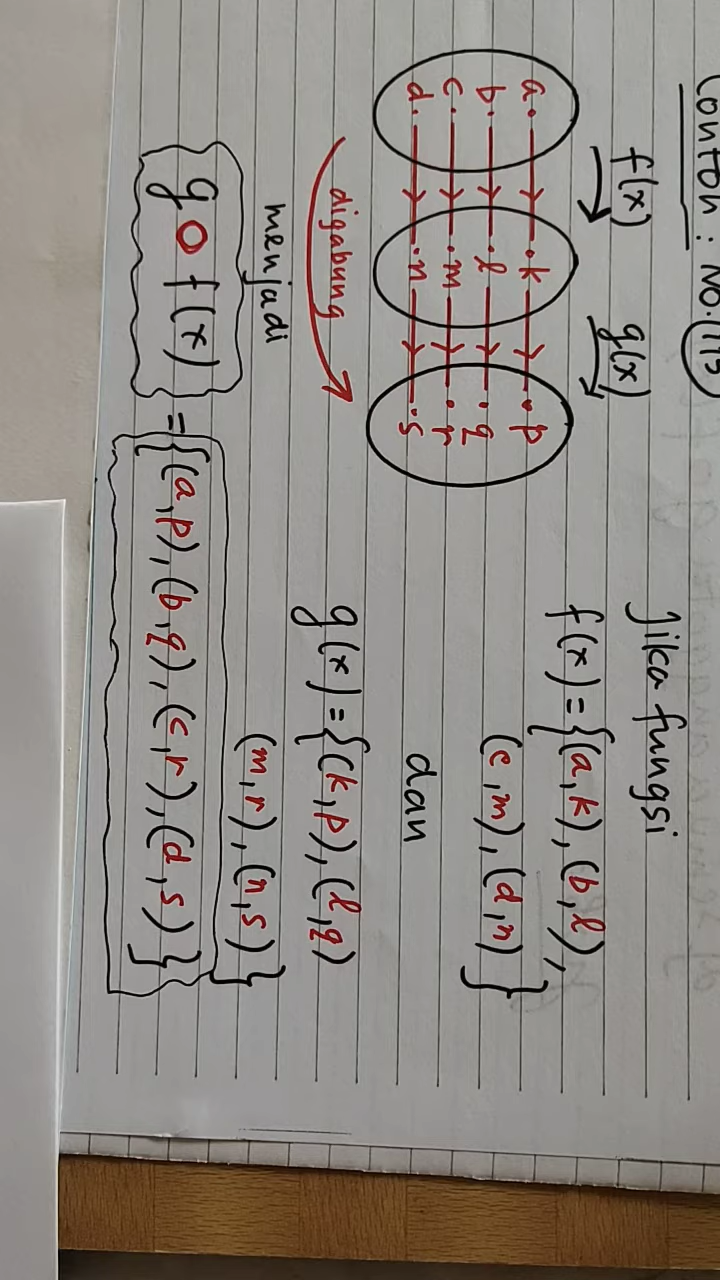 Contoh : No.
f(x) g(x)
a. .k .p
b. .l .q
c. .m .r
d. .n .s
digabung
menjadi
Jika fungsi
f(x) = {(a,k),(b,l),
(c,m),(d,n)}
dan
g(x) = {(k,p),(l,q)
(m,r),(n,s)}
g o f(x) = {(a,p),(b,q),(c,r),(d,s)}